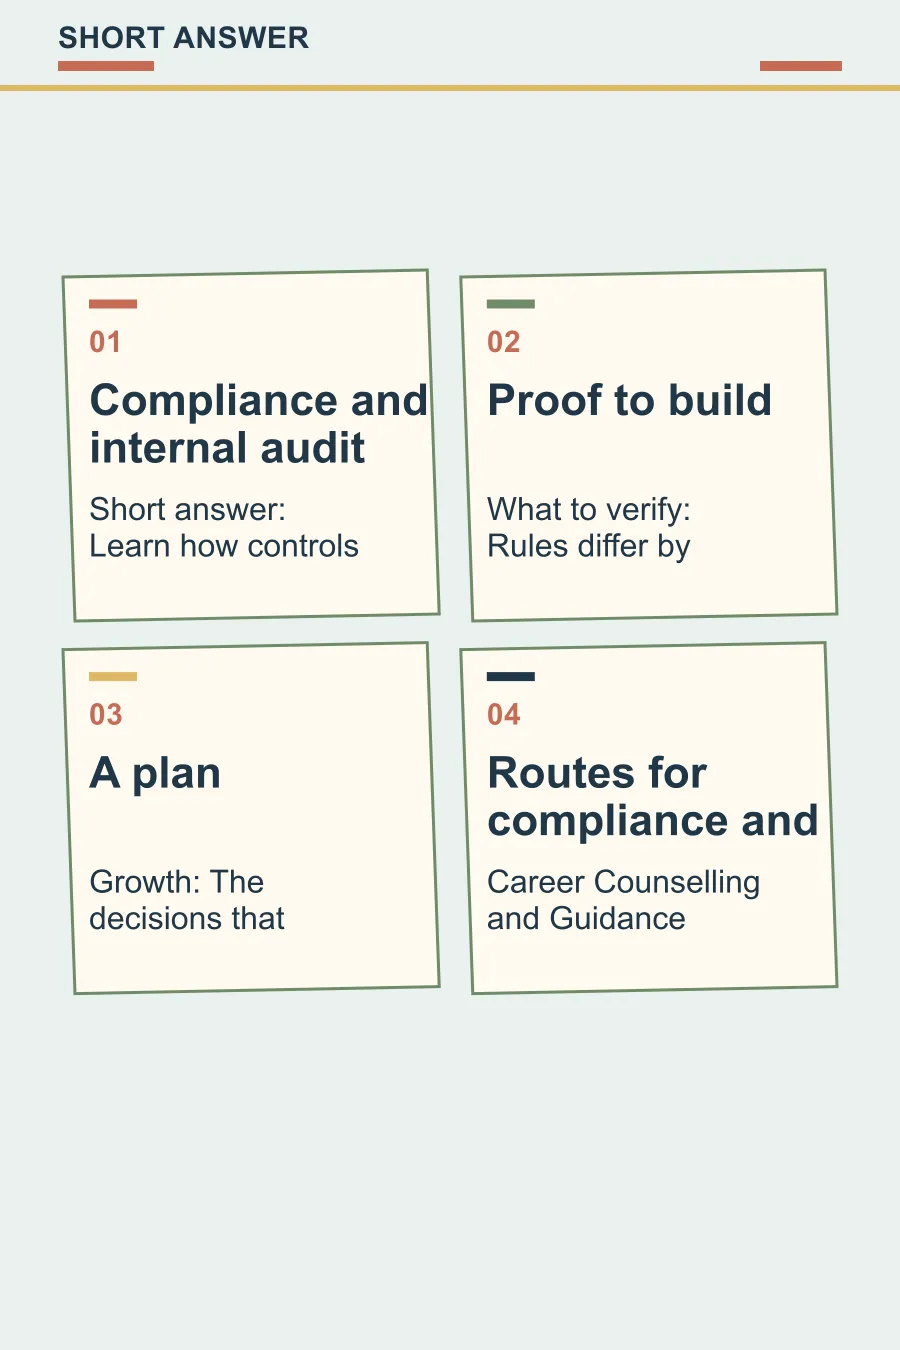 SHORT ANSWER
01
Compliance and
internal audit
Short answer:
Learn how controls
02
Proof to build
What to verify:
Rules differ by
03
A plan
Growth: The
decisions that
04
Routes for
compliance and
Career Counselling
and Guidance